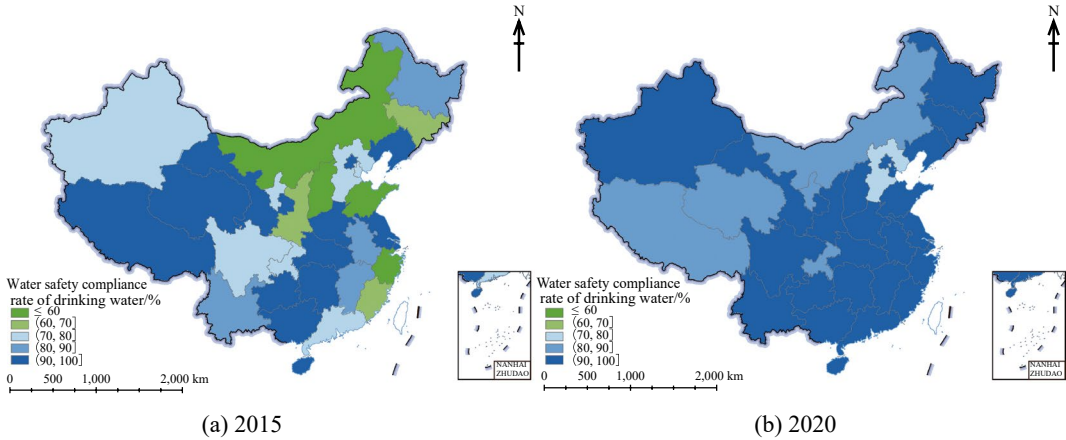 N
Water safety compliance
rate of drinking water/%
≤ 60
(60, 70]
(70, 80]
(80, 90]
(90, 100]
0 500 1,000 2,000 km
NANHAI
ZHUDAO
(a) 2015
N
Water safety compliance
rate of drinking water/%
≤ 60
(60, 70]
(70, 80]
(80, 90]
(90, 100]
0 500 1,000 2,000 km
NANHAI
ZHUDAO
(b) 2020